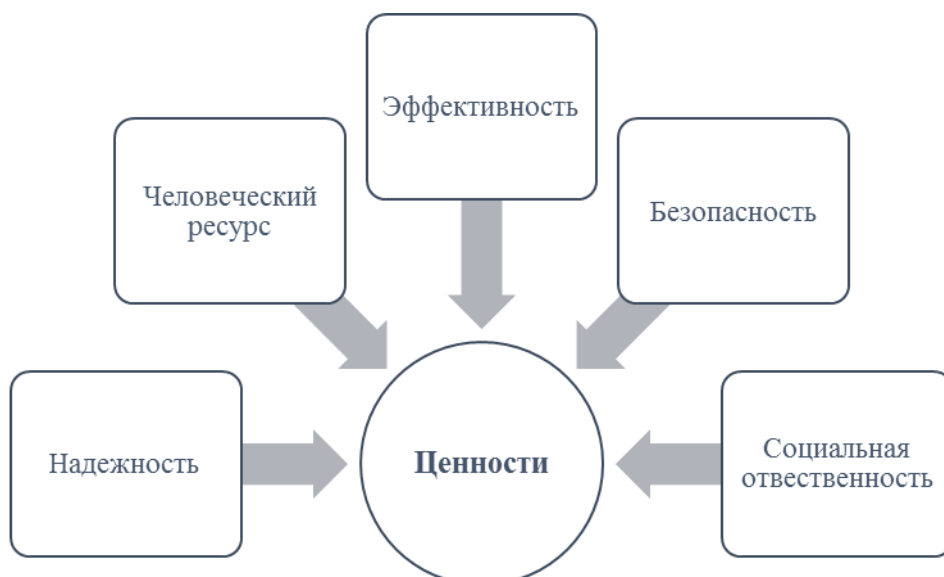 Эффективность
Человеческий
ресурс
Безопасность
Надежность
Ценности
Социальная
отвественность